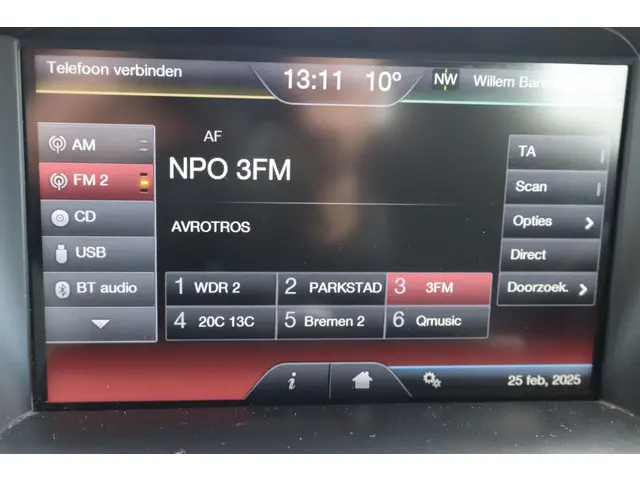 Telefoon verbinden
13:11 10°
NW Willem
AM
FM 2
CD
USB
BT audio
AF
NPO 3FM
AVROTROS
1 WDR 2
2 PARKSTAD
3 3FM
4 20C 13C
5 Bremen 2
6 Qmusic
TA
Scan
Opties
Direct
Doorzoek.
i
25 feb, 2025